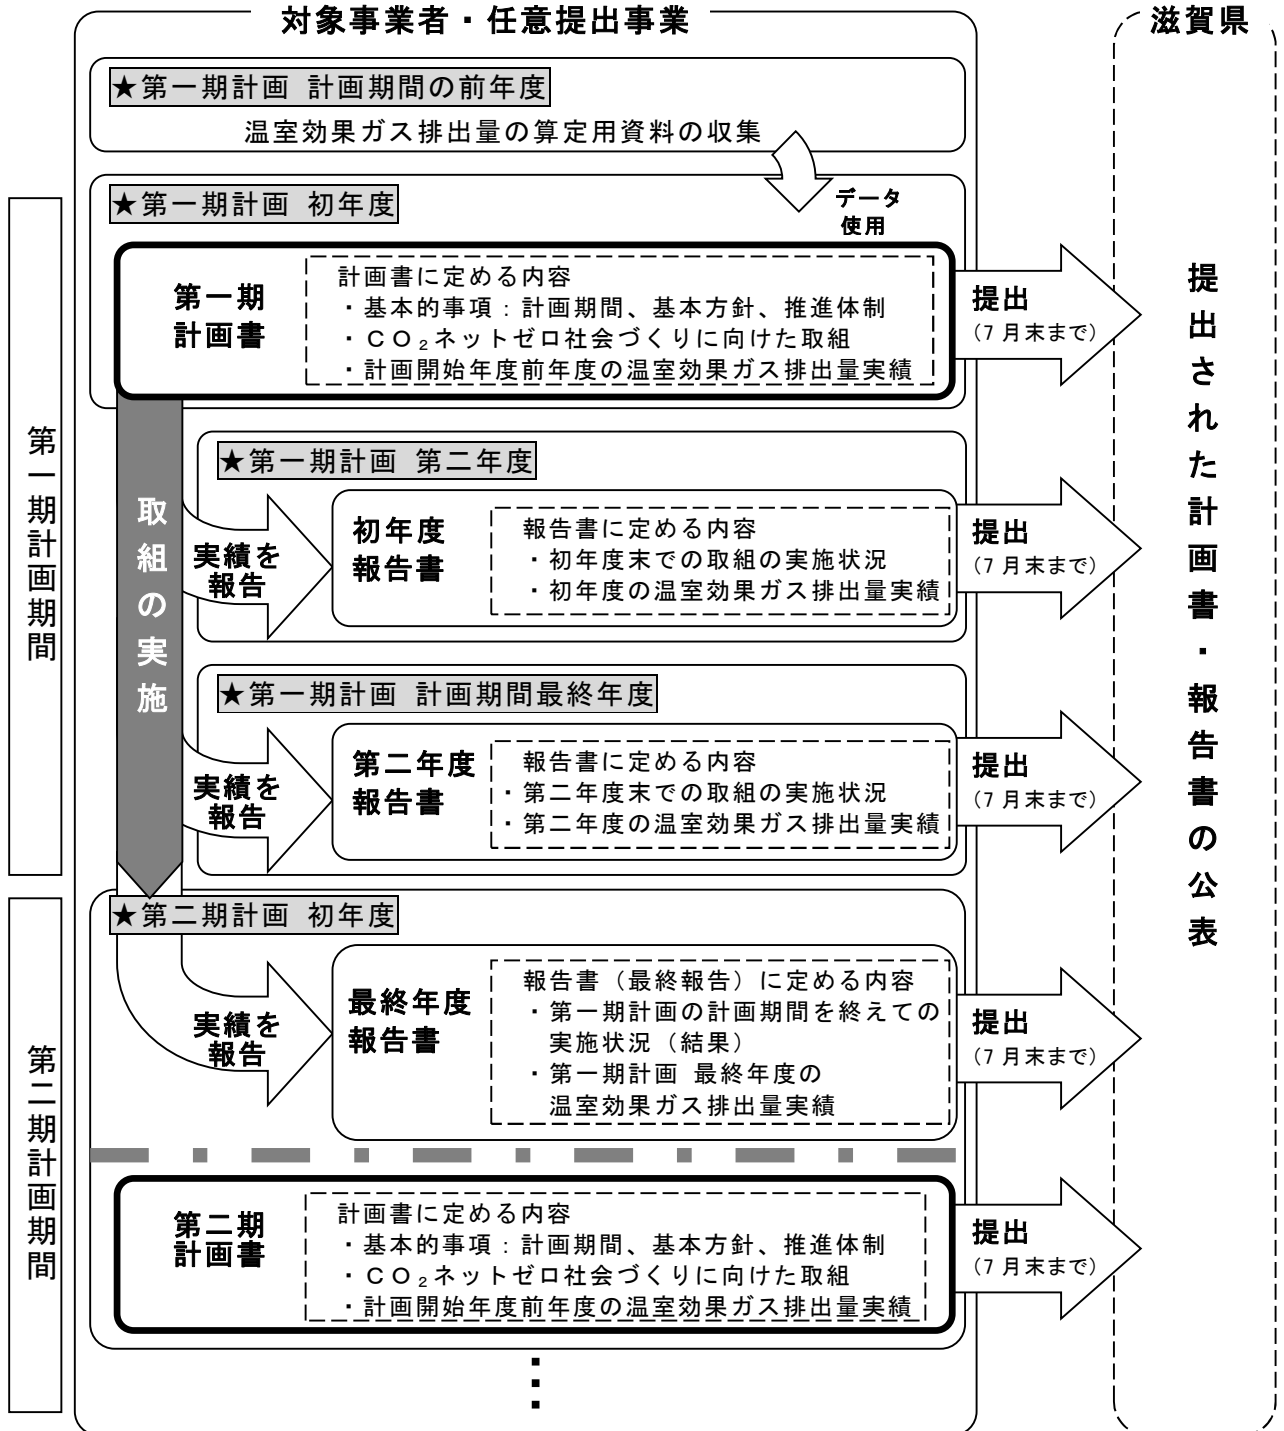 対象事業者・任意提出事業
滋賀県
★第一期計画 計画期間の前年度
温室効果ガス排出量の算定用資料の収集
データ
使用
第一期計画期間
★第一期計画 初年度
第一期
計画書
計画書に定める内容
・基本的事項：計画期間、基本方針、推進体制
・ＣＯ₂ネットゼロ社会づくりに向けた取組
・計画開始年度前年度の温室効果ガス排出量実績
提出
（7月末まで）
取組の実施
★第一期計画 第二年度
実績を
報告
初年度
報告書
報告書に定める内容
・初年度末での取組の実施状況
・初年度の温室効果ガス排出量実績
提出
（7月末まで）
★第一期計画 計画期間最終年度
実績を
報告
第二年度
報告書
報告書に定める内容
・第二年度末での取組の実施状況
・第二年度の温室効果ガス排出量実績
提出
（7月末まで）
第二期計画期間
★第二期計画 初年度
実績を
報告
最終年度
報告書
報告書（最終報告）に定める内容
・第一期計画の計画期間を終えての
実施状況（結果）
・第一期計画 最終年度の
温室効果ガス排出量実績
提出
（7月末まで）
第二期
計画書
計画書に定める内容
・基本的事項：計画期間、基本方針、推進体制
・ＣＯ₂ネットゼロ社会づくりに向けた取組
・計画開始年度前年度の温室効果ガス排出量実績
提出
（7月末まで）
提出された計画書・報告書の公表